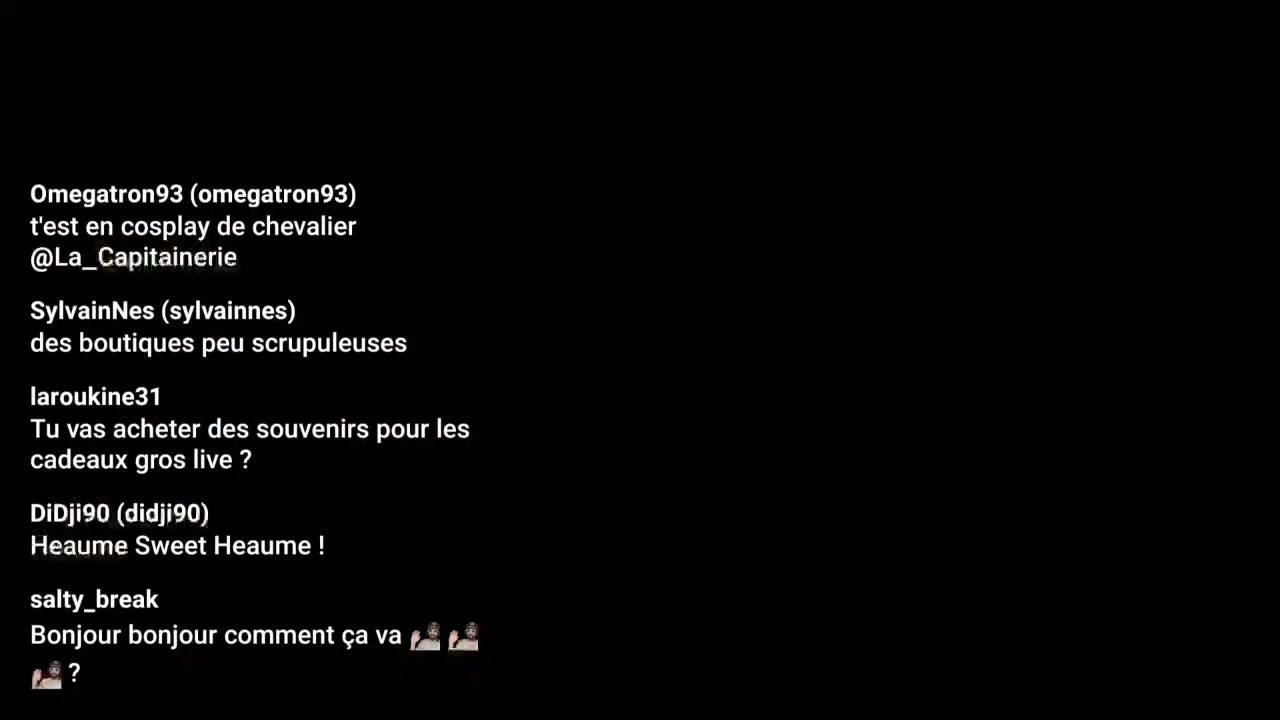 Omegatron93 (omegatron93)
t'est en cosplay de chevalier
@La_Capitainerie
SylvainNes (sylvainnes)
des boutiques peu scrupuleuses
laroukine31
Tu vas acheter des souvenirs pour les
cadeaux gros live ?
DiDji90 (didji90)
Heaume Sweet Heaume !
salty_break
Bonjour bonjour comment ça va
?